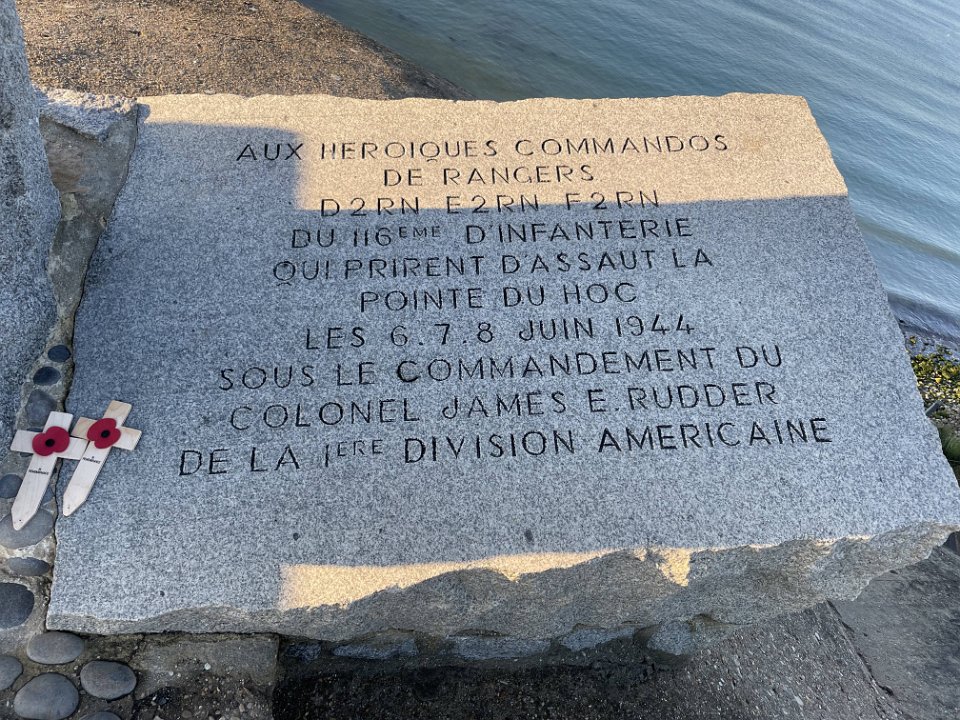 AUX HEROIQUES COMMANDOS
DE RANGERS
D2RN E2RN F2RN
DU 116EME D'INFANTERIE
QUI PRIRENT D'ASSAUT LA
POINTE DU HOC
LES 6.7.8 JUIN 1944
SOUS LE COMMANDEMENT DU
COLONEL JAMES E. RUDDER
DE LA 1ERE DIVISION AMERICAINE